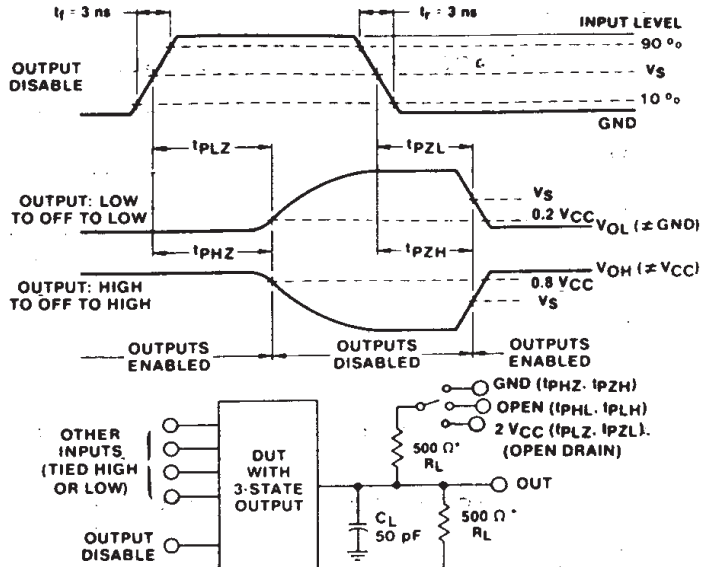 tf = 3 ns
tr = 3 ns
INPUT LEVEL
90 %
OUTPUT
DISABLE
VS
10 %
GND
tPLZ
tPZL
OUTPUT: LOW
TO OFF TO LOW
VS
0.2 VCC
VOL (≠ GND)
tPHZ
tPZH
OUTPUT: HIGH
TO OFF TO HIGH
VOH (≠ VCC)
0.8 VCC
VS
OUTPUTS
ENABLED
OUTPUTS
DISABLED
OUTPUTS
ENABLED
OTHER
INPUTS
(TIED HIGH
OR LOW)
OUTPUT
DISABLE
DUT
WITH
3-STATE
OUTPUT
GND (tPHZ, tPZH)
OPEN (tPHL, tPLH)
2 VCC (tPLZ, tPZL).
(OPEN DRAIN)
500 Ω*
RL
OUT
CL
50 pF
500 Ω*
RL